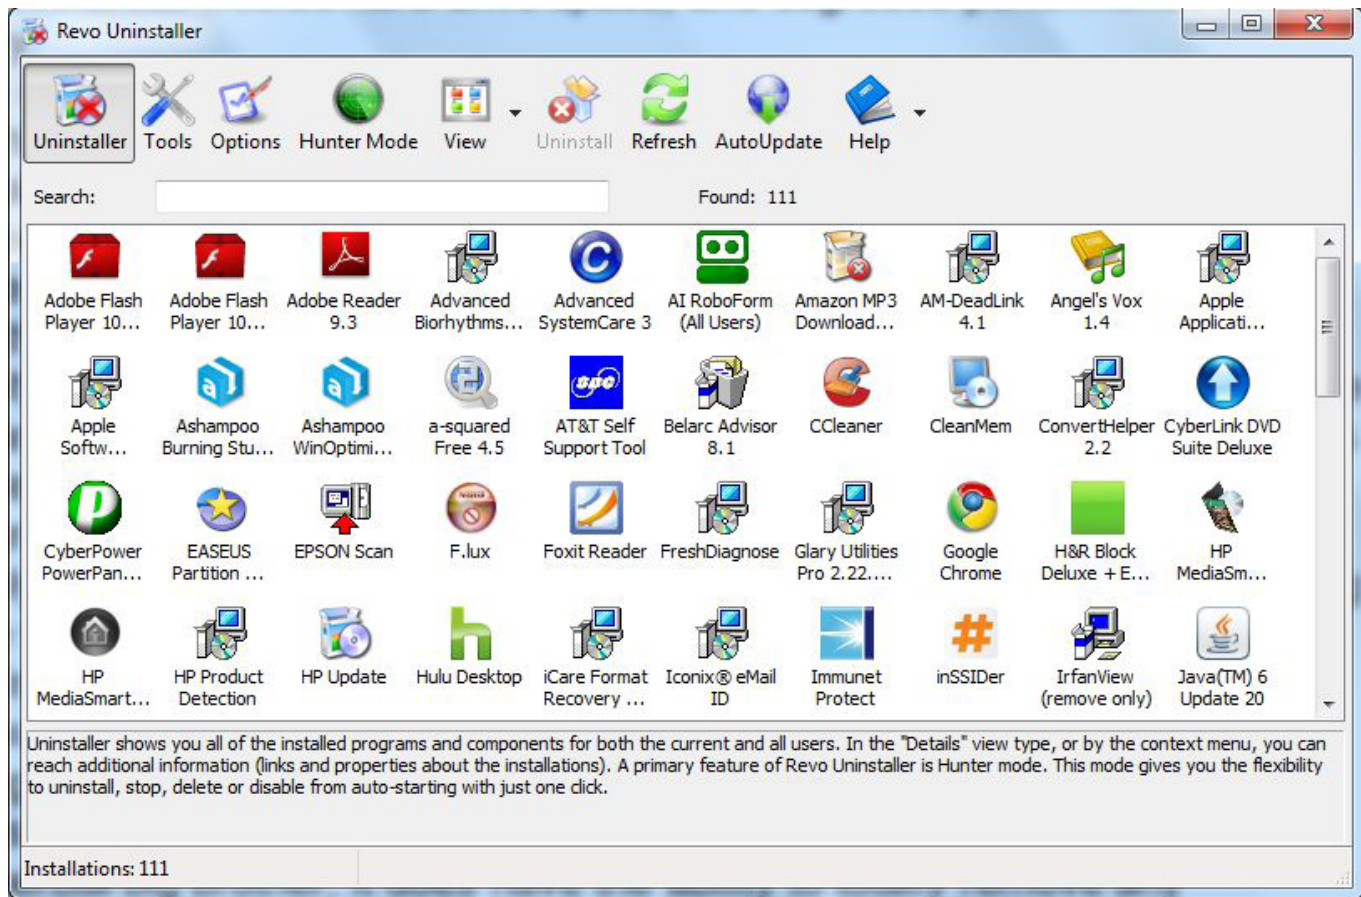 Revo Uninstaller
Uninstaller Tools Options Hunter Mode View Uninstall Refresh AutoUpdate Help
Search: Found: 111
Adobe Flash Player 10...
Adobe Flash Player 10...
Adobe Reader 9.3
Advanced Biorhythms...
Advanced SystemCare 3
AI RoboForm (All Users)
Amazon MP3 Download...
AM-DeadLink 4.1
Angel's Vox 1.4
Apple Applicati...
Apple Softw...
Ashampoo Burning Stu...
Ashampoo WinOptimi...
a-squared Free 4.5
AT&T Self Support Tool
Belarc Advisor 8.1
CCleaner
CleanMem
ConvertHelper 2.2
CyberLink DVD Suite Deluxe
CyberPower PowerPan...
EASEUS Partition ...
EPSON Scan
F.lux
Foxit Reader
FreshDiagnose
Glary Utilities Pro 2.22....
Google Chrome
H&R Block Deluxe + E...
HP MediaSm...
HP MediaSmart...
HP Product Detection
HP Update
Hulu Desktop
iCare Format Recovery ...
Iconix® eMail ID
Immunet Protect
inSSIDer
IrfanView (remove only)
Java(TM) 6 Update 20
Uninstaller shows you all of the installed programs and components for both the current and all users. In the "Details" view type, or by the context menu, you can
reach additional information (links and properties about the installations). A primary feature of Revo Uninstaller is Hunter mode. This mode gives you the flexibility
to uninstall, stop, delete or disable from auto-starting with just one click.
Installations: 111